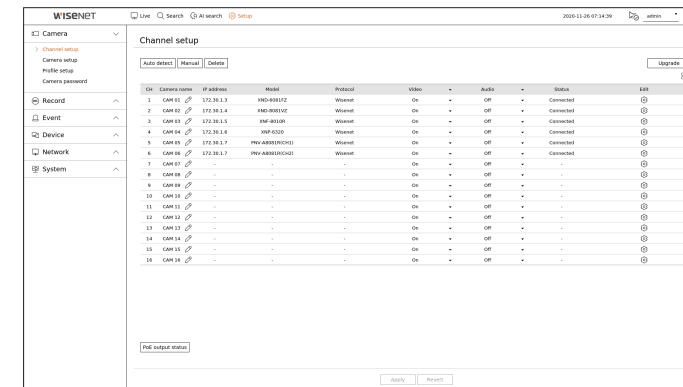 WISENET Live Search AI search Setup 2020-11-26 07:14:39 admin
Camera
Channel setup
Camera setup
Profile setup
Camera password
Record
Event
Device
Network
System
Channel setup
Auto detect Manual Delete Upgrade
CH Camera name IP address Model Protocol Video Audio Status Edit
1 CAM 01 172.30.1.3 XND-6081FZ Wisenet On Off Connected
2 CAM 02 172.30.1.4 XND-8081VZ Wisenet On Off Connected
3 CAM 03 172.30.1.5 XNF-8010R Wisenet On Off Connected
4 CAM 04 172.30.1.6 XNP-6320 Wisenet On Off Connected
5 CAM 05 172.30.1.7 PNV-A8081R(CH1) Wisenet On Off Connected
6 CAM 06 172.30.1.7 PNV-A8081R(CH2) Wisenet On Off Connected
7 CAM 07 - - - On Off -
8 CAM 08 - - - On Off -
9 CAM 09 - - - On Off -
10 CAM 10 - - - On Off -
11 CAM 11 - - - On Off -
12 CAM 12 - - - On Off -
13 CAM 13 - - - On Off -
14 CAM 14 - - - On Off -
15 CAM 15 - - - On Off -
16 CAM 16 - - - On Off -
PoE output status
Apply Revert